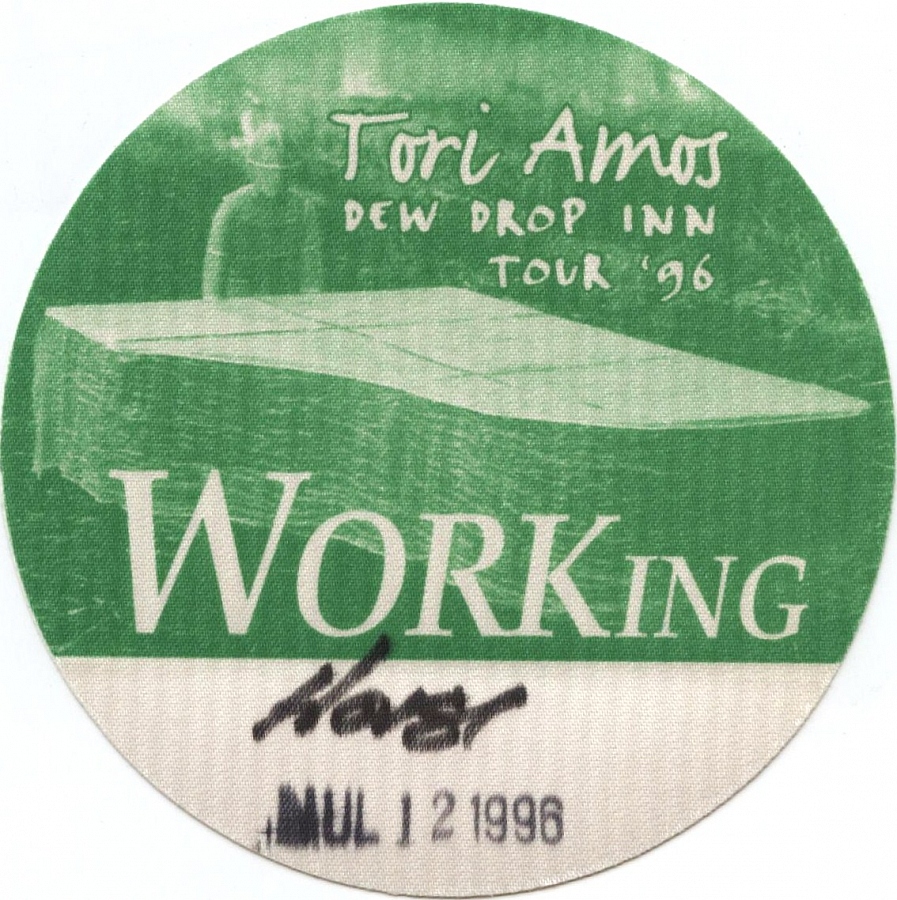 Tori Amos
DEW DROP INN
TOUR '96
WORKING
JUL 12 1996